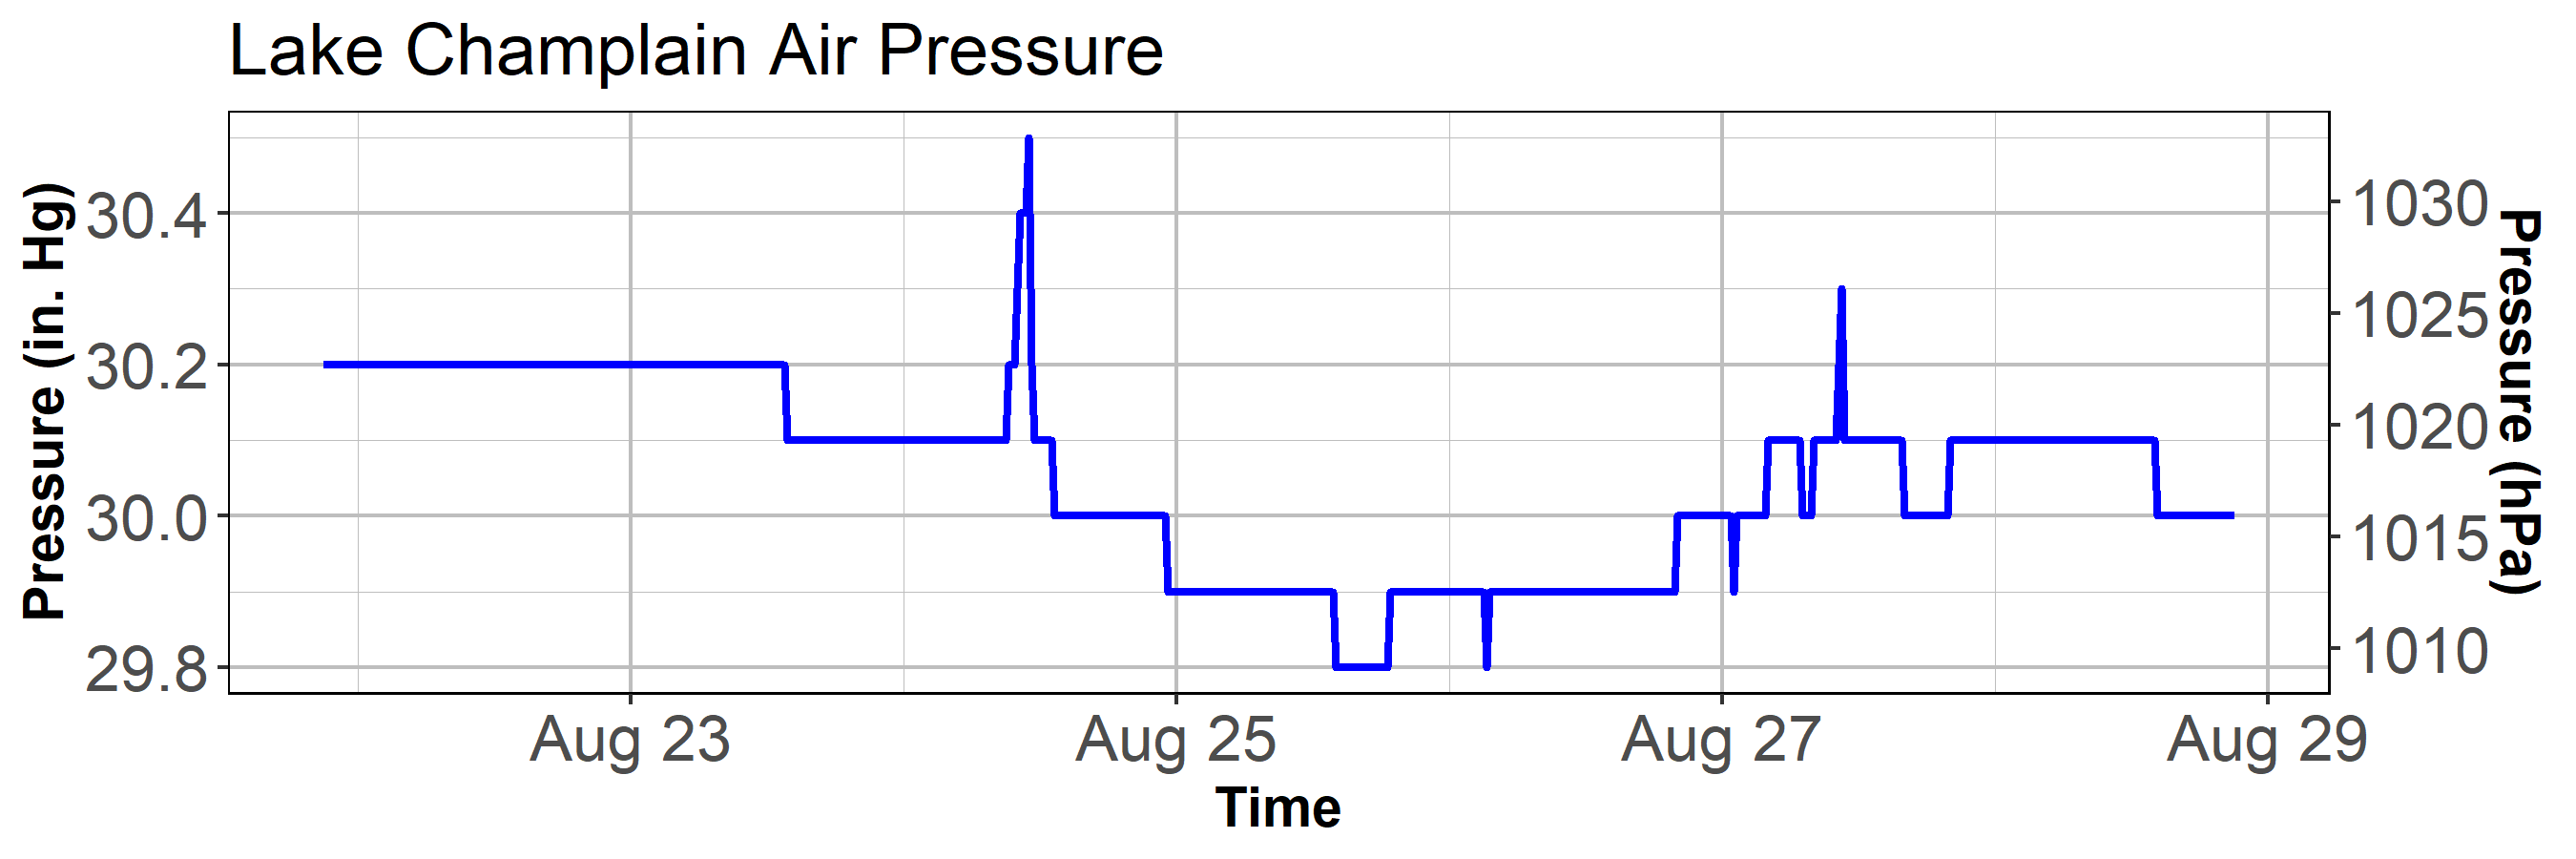 Lake Champlain Air Pressure
Pressure (in. Hg)
30.4
30.2
30.0
29.8
1030
1025
1020
1015
1010
Pressure (hPa)
Aug 23
Aug 25
Aug 27
Aug 29
Time